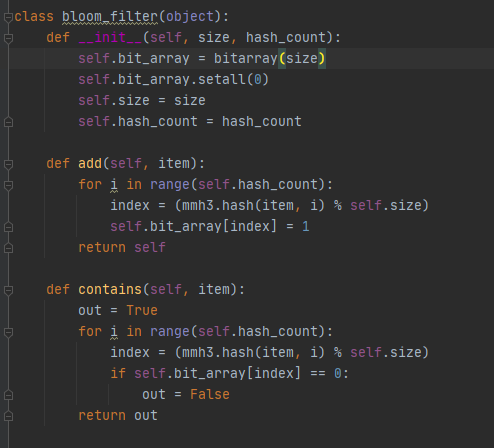 class bloom_filter(object):
    def __init__(self, size, hash_count):
        self.bit_array = bitarray(size)
        self.bit_array.setall(0)
        self.size = size
        self.hash_count = hash_count

    def add(self, item):
        for i in range(self.hash_count):
            index = (mmh3.hash(item, i) % self.size)
            self.bit_array[index] = 1
        return self

    def contains(self, item):
        out = True
        for i in range(self.hash_count):
            index = (mmh3.hash(item, i) % self.size)
            if self.bit_array[index] == 0:
                out = False
        return out